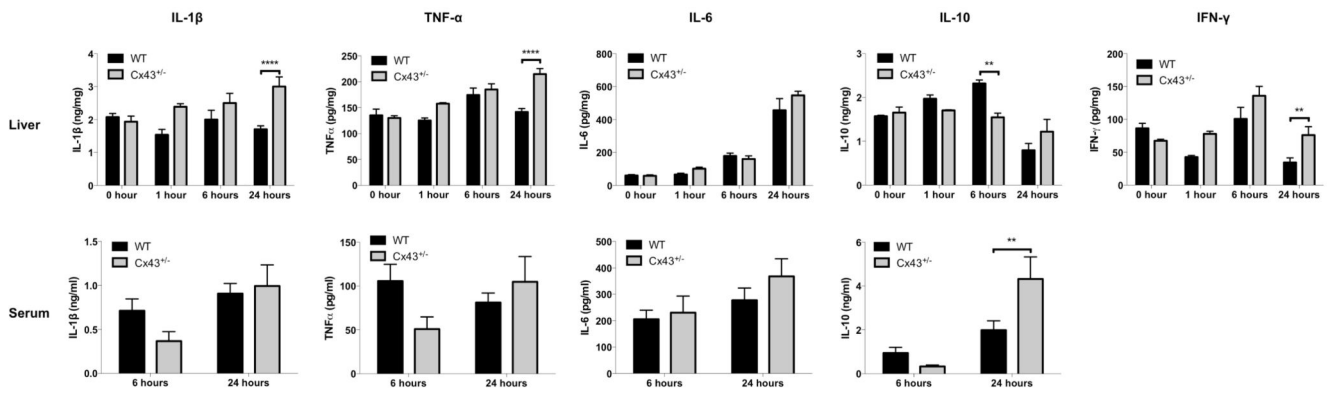 IL-1β
TNF-α
IL-6
IL-10
IFN-γ
Liver
IL-1β (ng/mg)
4
3
2
1
0
WT
Cx43+/-
****
0 hour 1 hour 6 hours 24 hours
TNFα (pg/mg)
250
200
150
100
50
0
WT
Cx43+/-
****
0 hour 1 hour 6 hours 24 hours
IL-6 (pg/mg)
800
600
400
200
0
WT
Cx43+/-
0 hour 1 hour 6 hours 24 hours
IL-10 (ng/mg)
3
2
1
0
WT
Cx43+/-
**
0 hour 1 hour 6 hours 24 hours
IFN-γ (pg/mg)
200
150
100
50
0
WT
Cx43+/-
**
0 hour 1 hour 6 hours 24 hours
Serum
IL-1β (ng/ml)
1.5
1.0
0.5
0.0
WT
Cx43+/-
6 hours 24 hours
TNFα (pg/ml)
150
100
50
0
WT
Cx43+/-
6 hours 24 hours
IL-6 (pg/ml)
500
400
300
200
100
0
WT
Cx43+/-
6 hours 24 hours
IL-10 (ng/ml)
6
4
2
0
WT
Cx43+/-
**
6 hours 24 hours